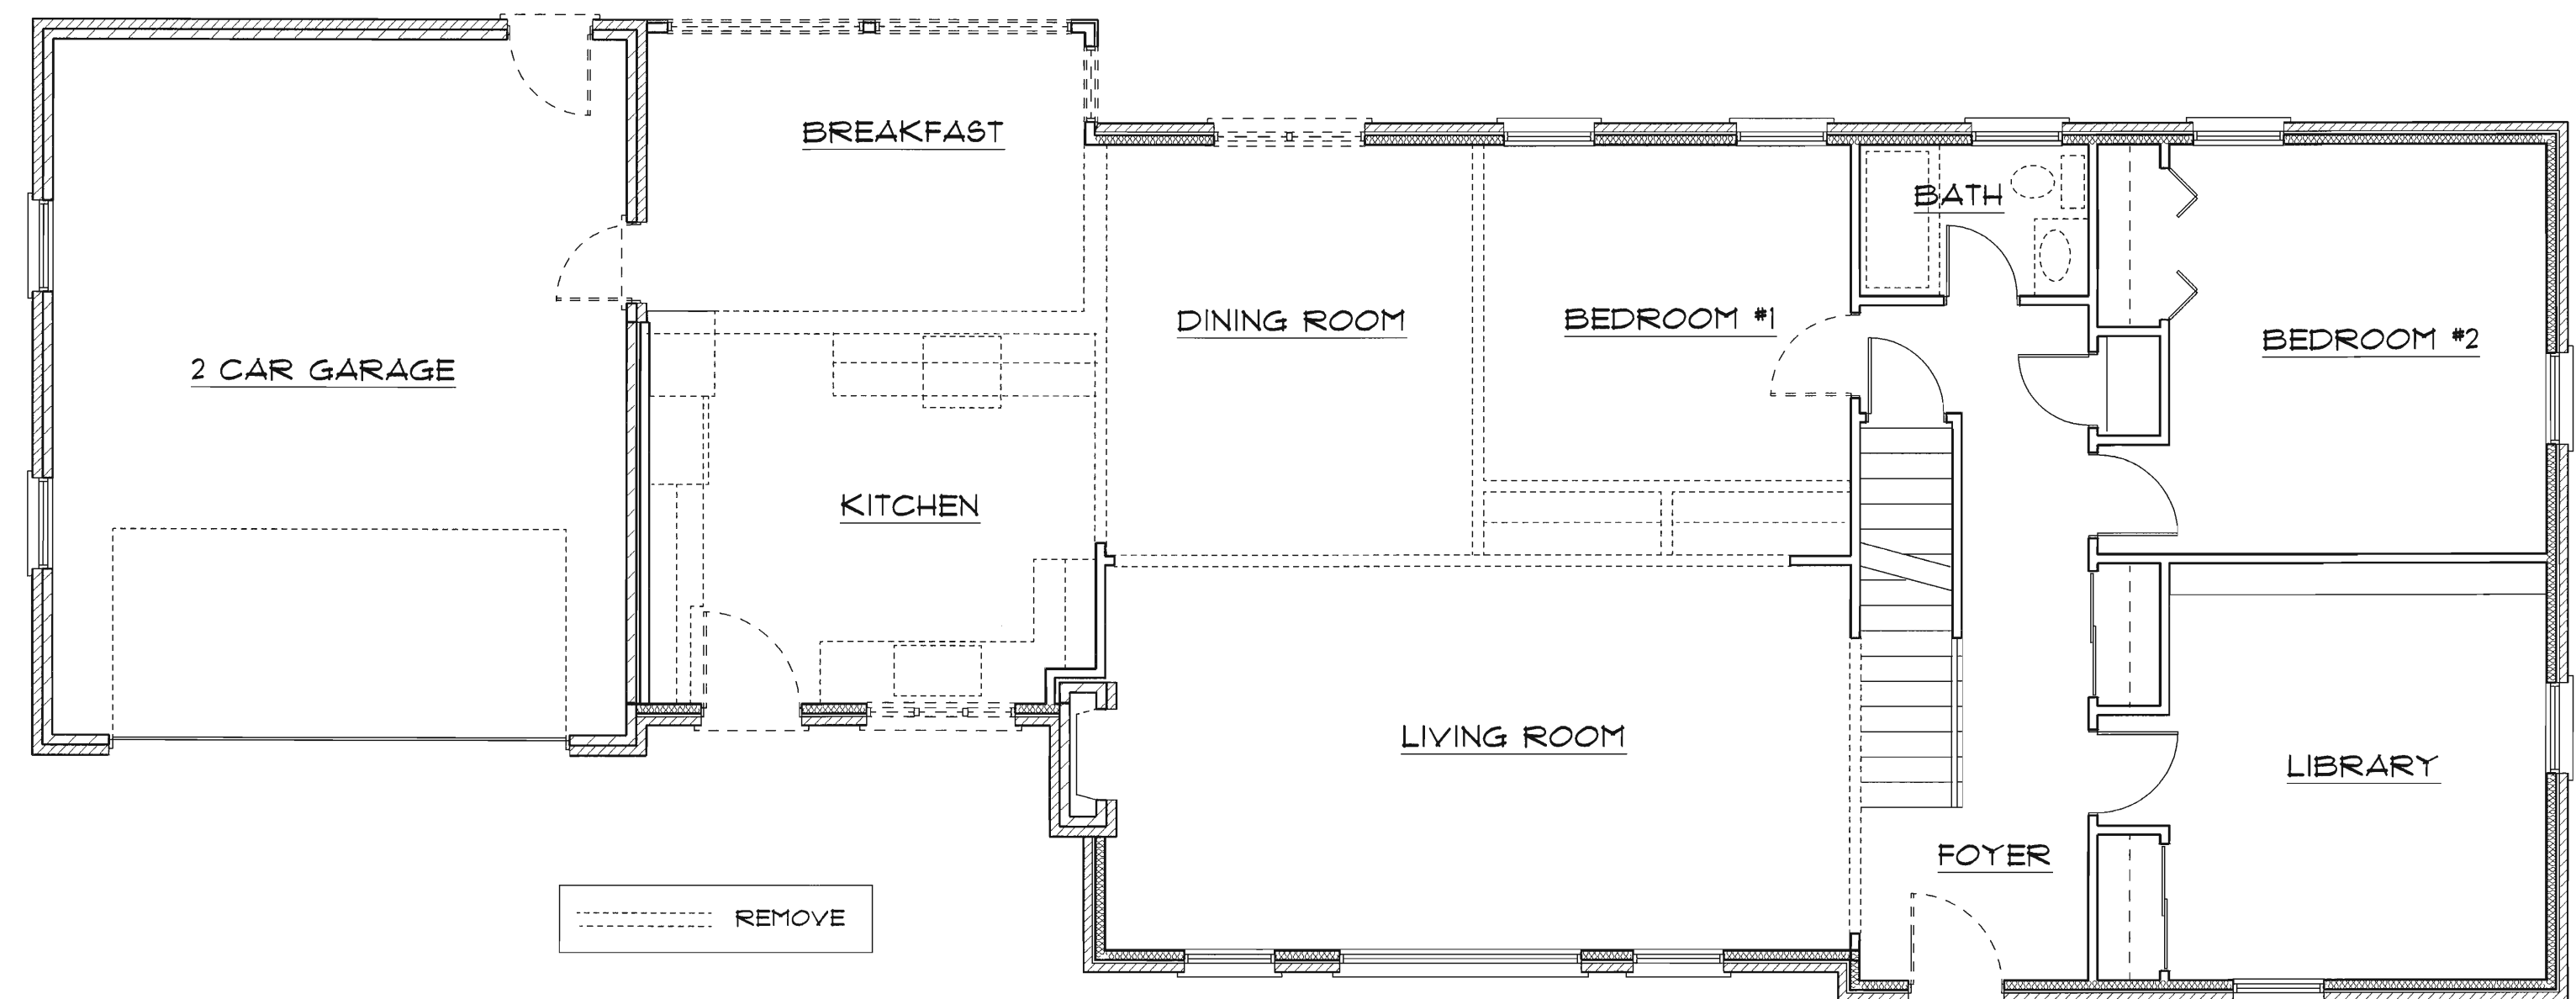 BREAKFAST
BATH
DINING ROOM
BEDROOM #1
BEDROOM #2
2 CAR GARAGE
KITCHEN
LIVING ROOM
LIBRARY
FOYER
REMOVE